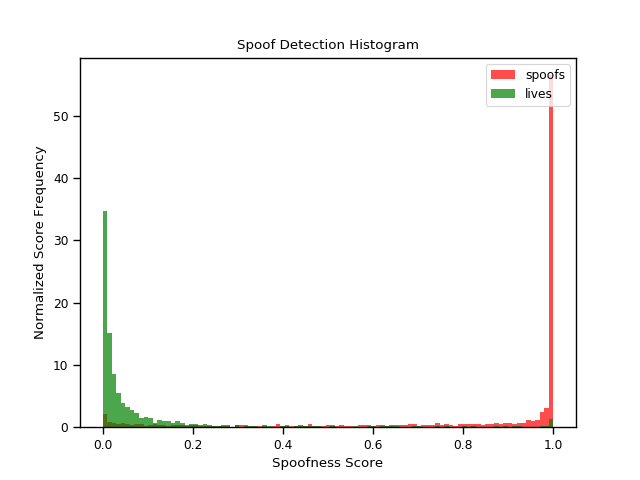 Spoof Detection Histogram
spoofs
lives
Normalized Score Frequency
50
40
30
20
10
0
0.0 0.2 0.4 0.6 0.8 1.0
Spoofness Score